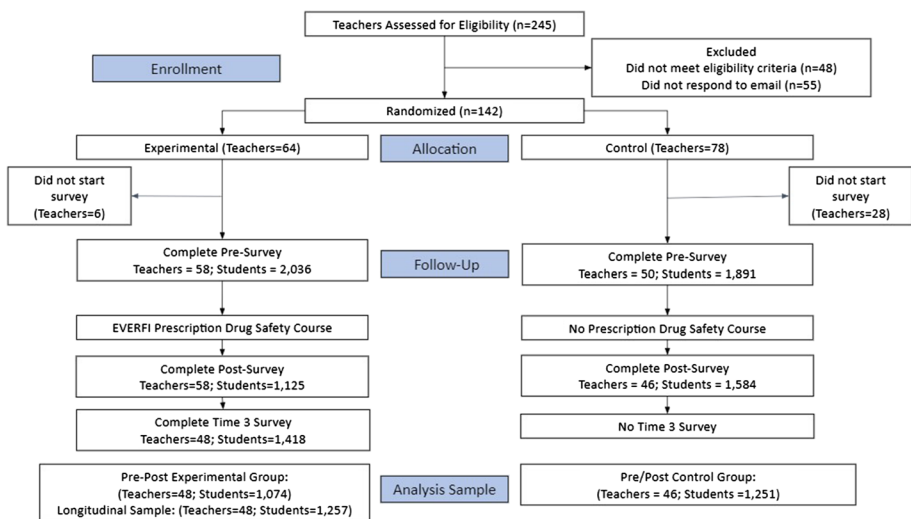 Teachers Assessed for Eligibility (n=245)
Enrollment
Excluded
Did not meet eligibility criteria (n=48)
Did not respond to email (n=55)
Randomized (n=142)
Experimental (Teachers=64)
Allocation
Control (Teachers=78)
Did not start
survey
(Teachers=6)
Did not start
survey
(Teachers=28)
Complete Pre-Survey
Teachers = 58; Students = 2,036
Follow-Up
Complete Pre-Survey
Teachers = 50; Students = 1,891
EVERFI Prescription Drug Safety Course
No Prescription Drug Safety Course
Complete Post-Survey
Teachers=58; Students=1,125
Complete Post-Survey
Teachers = 46; Students = 1,584
Complete Time 3 Survey
Teachers=48; Students=1,418
No Time 3 Survey
Pre-Post Experimental Group:
(Teachers=48; Students=1,074)
Longitudinal Sample: (Teachers=48; Students=1,257)
Analysis Sample
Pre/Post Control Group:
(Teachers = 46; Students =1,251)